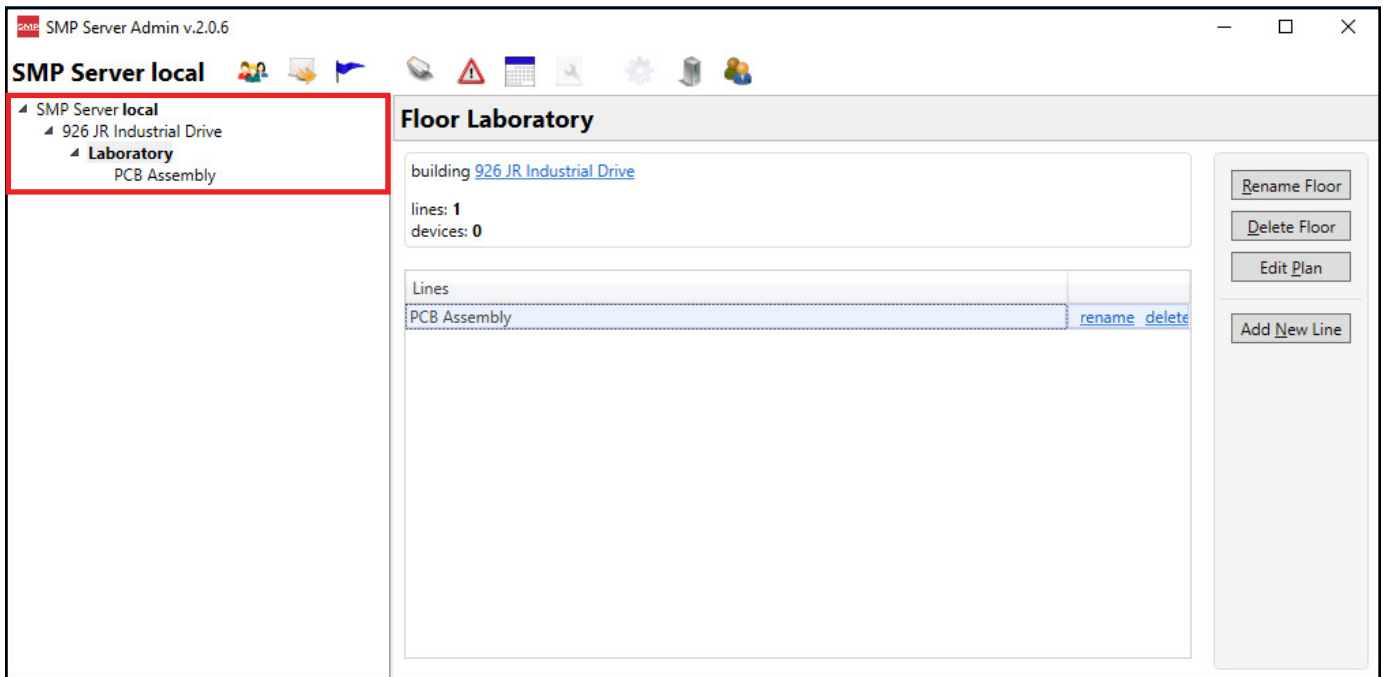 SMP SMP Server Admin v.2.0.6
SMP Server local
SMP Server local
926 JR Industrial Drive
Laboratory
PCB Assembly
Floor Laboratory
building 926 JR Industrial Drive
lines: 1
devices: 0
Lines
PCB Assembly rename delete
Rename Floor
Delete Floor
Edit Plan
Add New Line